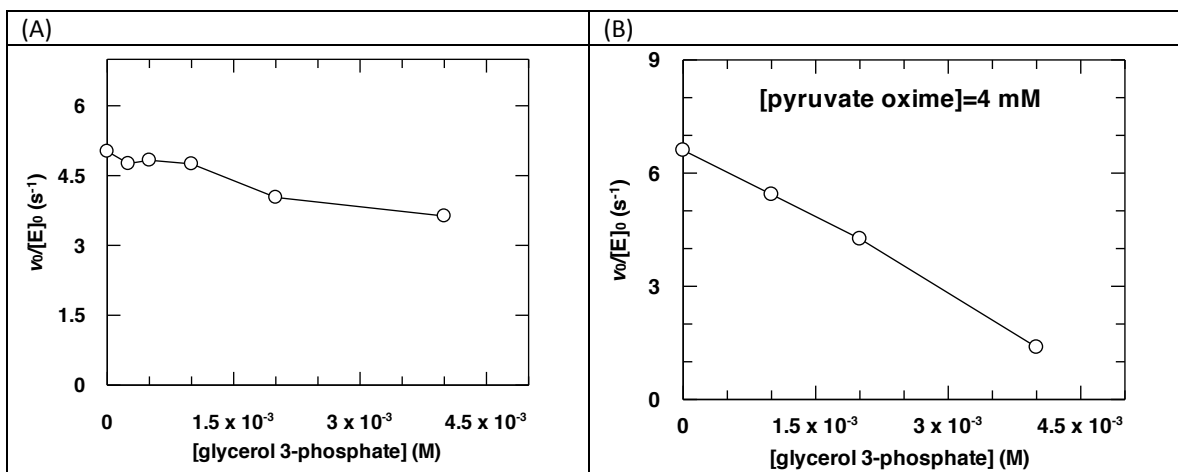 (A)
6
4.5
3
1.5
0
v₀/[E]₀ (s⁻¹)
0 1.5 x 10⁻³ 3 x 10⁻³ 4.5 x 10⁻³
[glycerol 3-phosphate] (M)
(B)
[pyruvate oxime]=4 mM
9
6
3
0
v₀/[E]₀ (s⁻¹)
0 1.5 x 10⁻³ 3 x 10⁻³ 4.5 x 10⁻³
[glycerol 3-phosphate] (M)